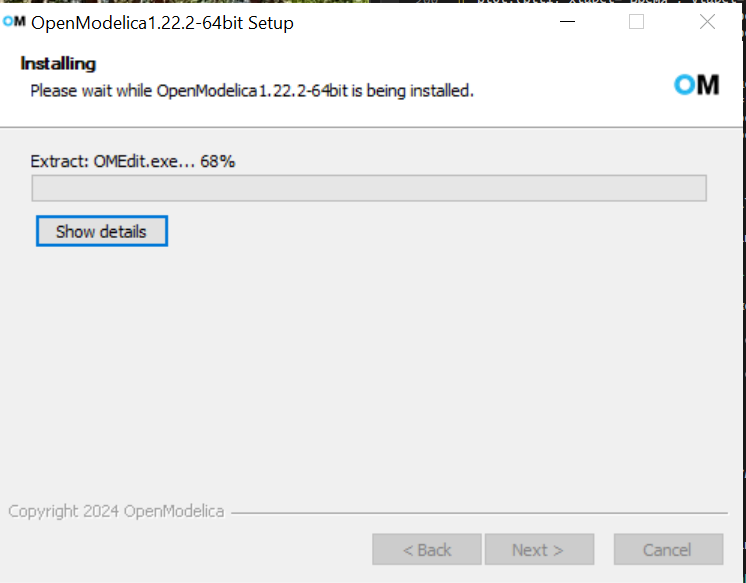 OM OpenModelica1.22.2-64bit Setup
Installing
Please wait while OpenModelica1.22.2-64bit is being installed.
OM
Extract: OMEdit.exe... 68%
Show details
Copyright 2024 OpenModelica
< Back Next > Cancel